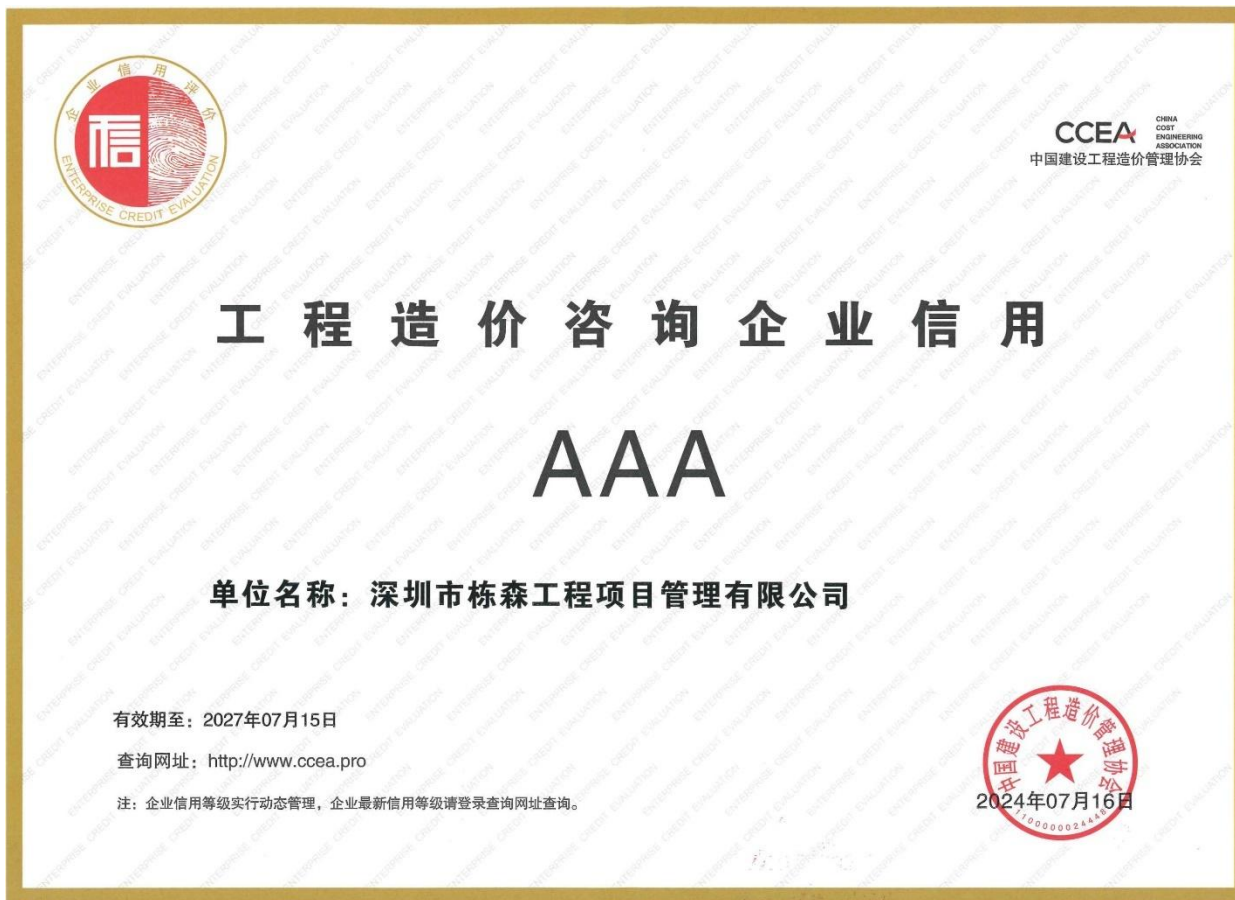 企业信用评价
信
ENTERPRISE CREDIT EVALUATION
CCEA
CHINA
COST
ENGINEERING
ASSOCIATION
中国建设工程造价管理协会
工程造价咨询企业信用
AAA
单位名称：深圳市栋森工程项目管理有限公司
有效期至：2027年07月15日
查询网址：http://www.ccea.pro
注：企业信用等级实行动态管理，企业最新信用等级请登录查询网址查询。
中国建设工程造价管理协会
2024年07月16日